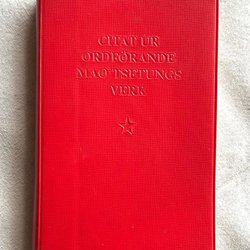 CITAT UR
ORDFÖRANDE
MAO TSETUNGS
VERK